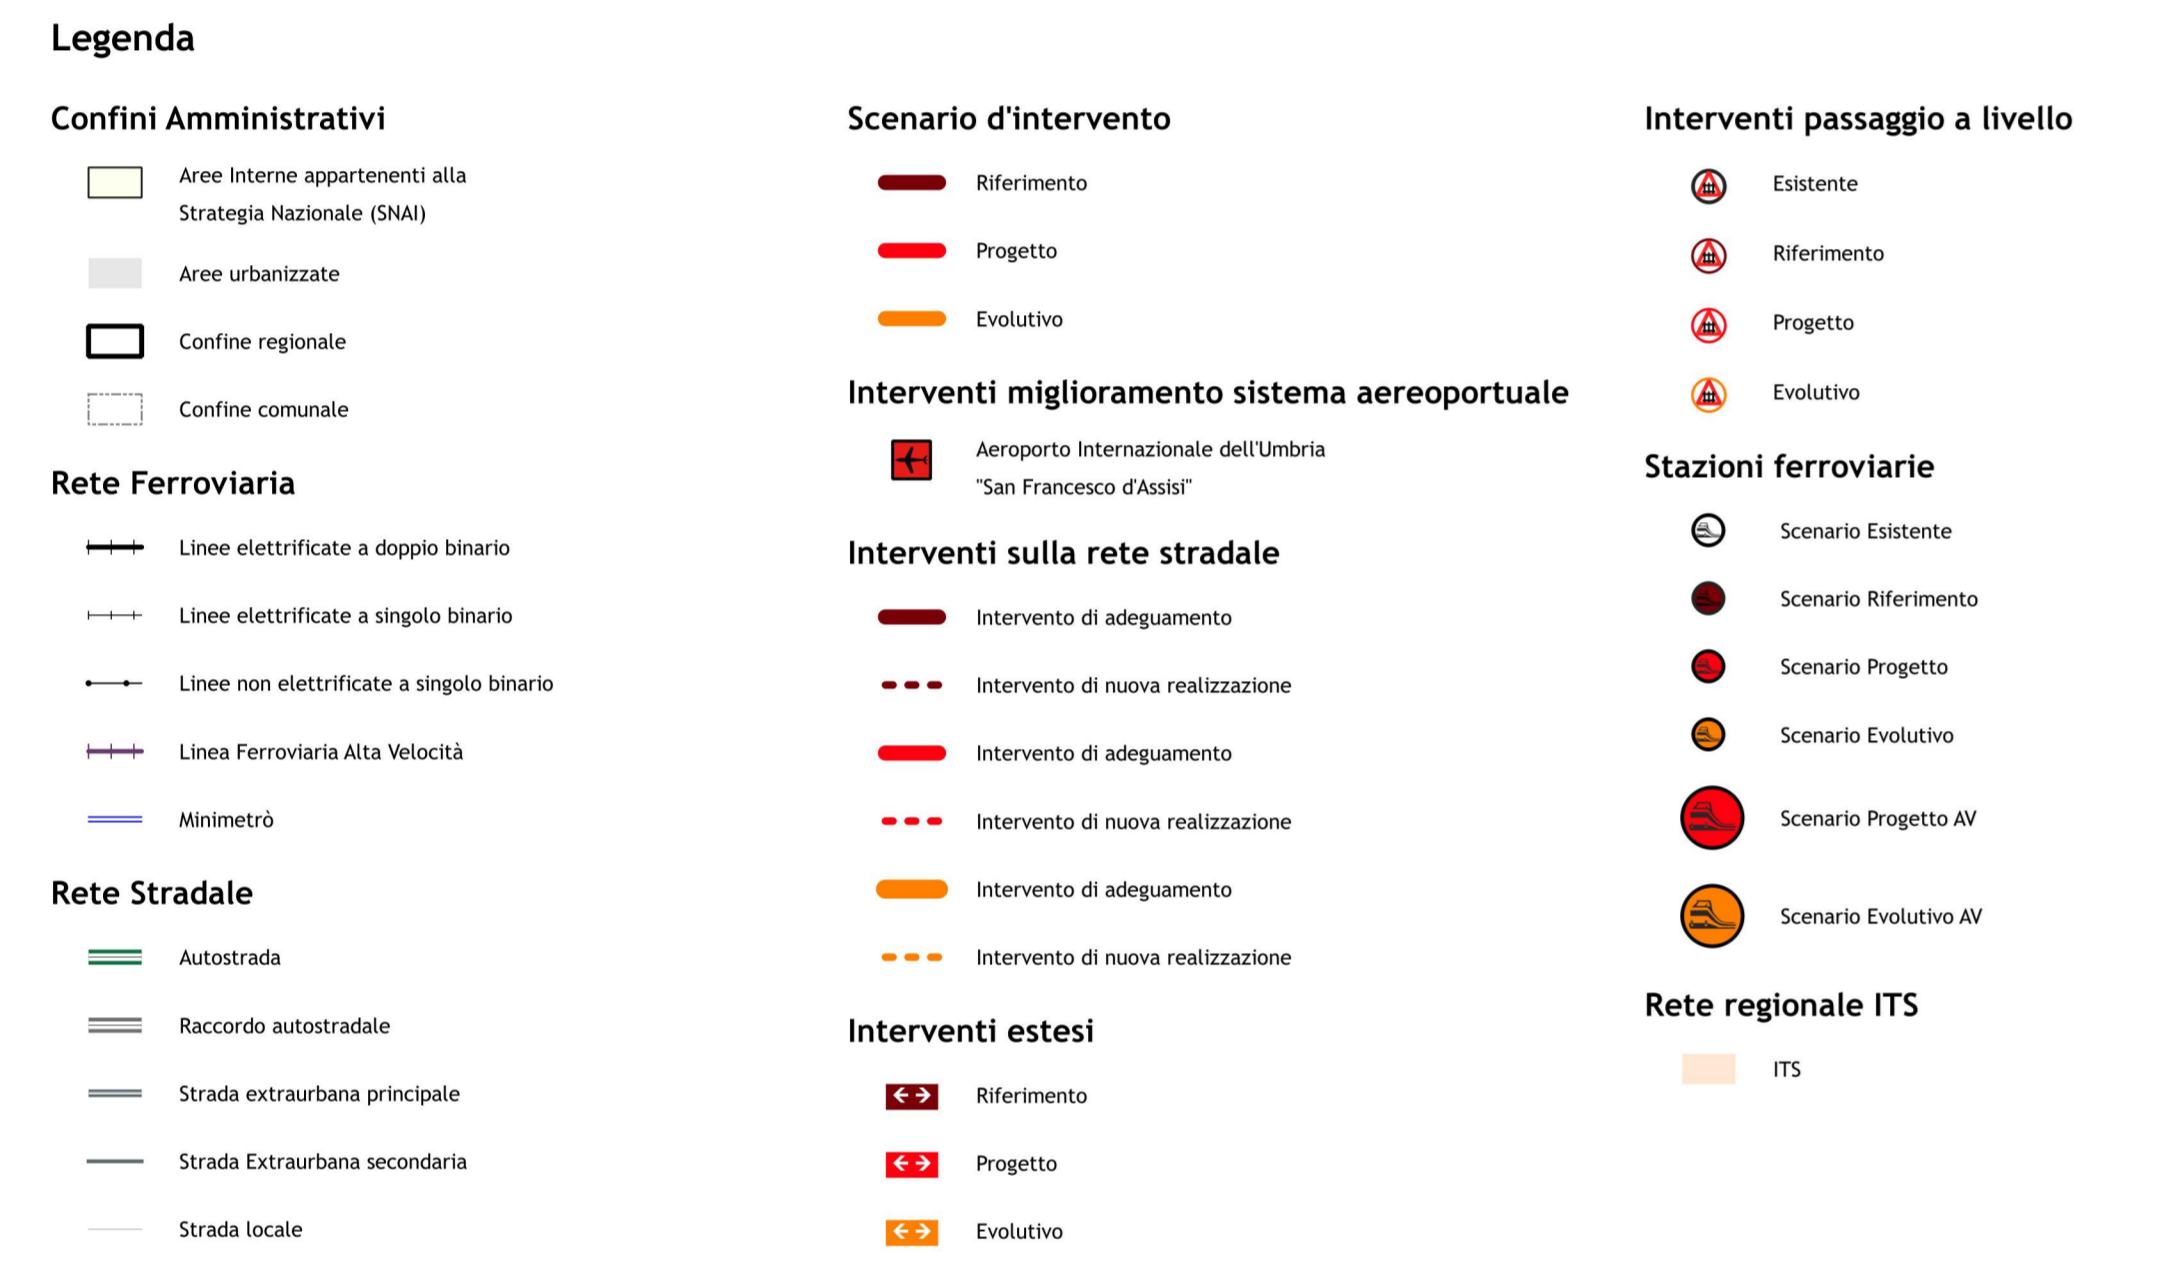 Legenda
Confini Amministrativi
Aree Interne appartenenti alla
Strategia Nazionale (SNAI)
Aree urbanizzate
Confine regionale
Confine comunale
Rete Ferroviaria
Linee elettrificate a doppio binario
Linee elettrificate a singolo binario
Linee non elettrificate a singolo binario
Linea Ferroviaria Alta Velocità
Minimetrò
Rete Stradale
Autostrada
Raccordo autostradale
Strada extraurbana principale
Strada Extraurbana secondaria
Strada locale
Scenario d'intervento
Riferimento
Progetto
Evolutivo
Interventi miglioramento sistema aereoportuale
Aeroporto Internazionale dell'Umbria
"San Francesco d'Assisi"
Interventi sulla rete stradale
Intervento di adeguamento
Intervento di nuova realizzazione
Intervento di adeguamento
Intervento di nuova realizzazione
Intervento di adeguamento
Intervento di nuova realizzazione
Interventi estesi
Riferimento
Progetto
Evolutivo
Interventi passaggio a livello
Esistente
Riferimento
Progetto
Evolutivo
Stazioni ferroviarie
Scenario Esistente
Scenario Riferimento
Scenario Progetto
Scenario Evolutivo
Scenario Progetto AV
Scenario Evolutivo AV
Rete regionale ITS
ITS